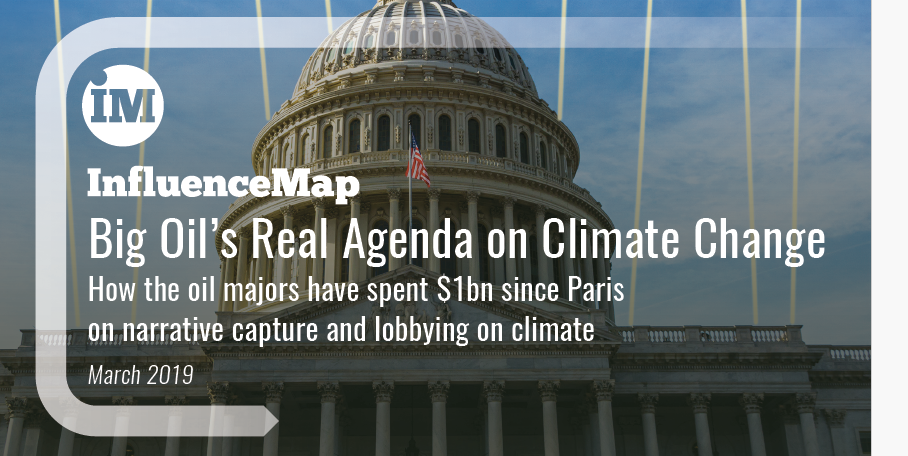 iM
InfluenceMap
Big Oil’s Real Agenda on Climate Change
How the oil majors have spent $1bn since Paris
on narrative capture and lobbying on climate
March 2019